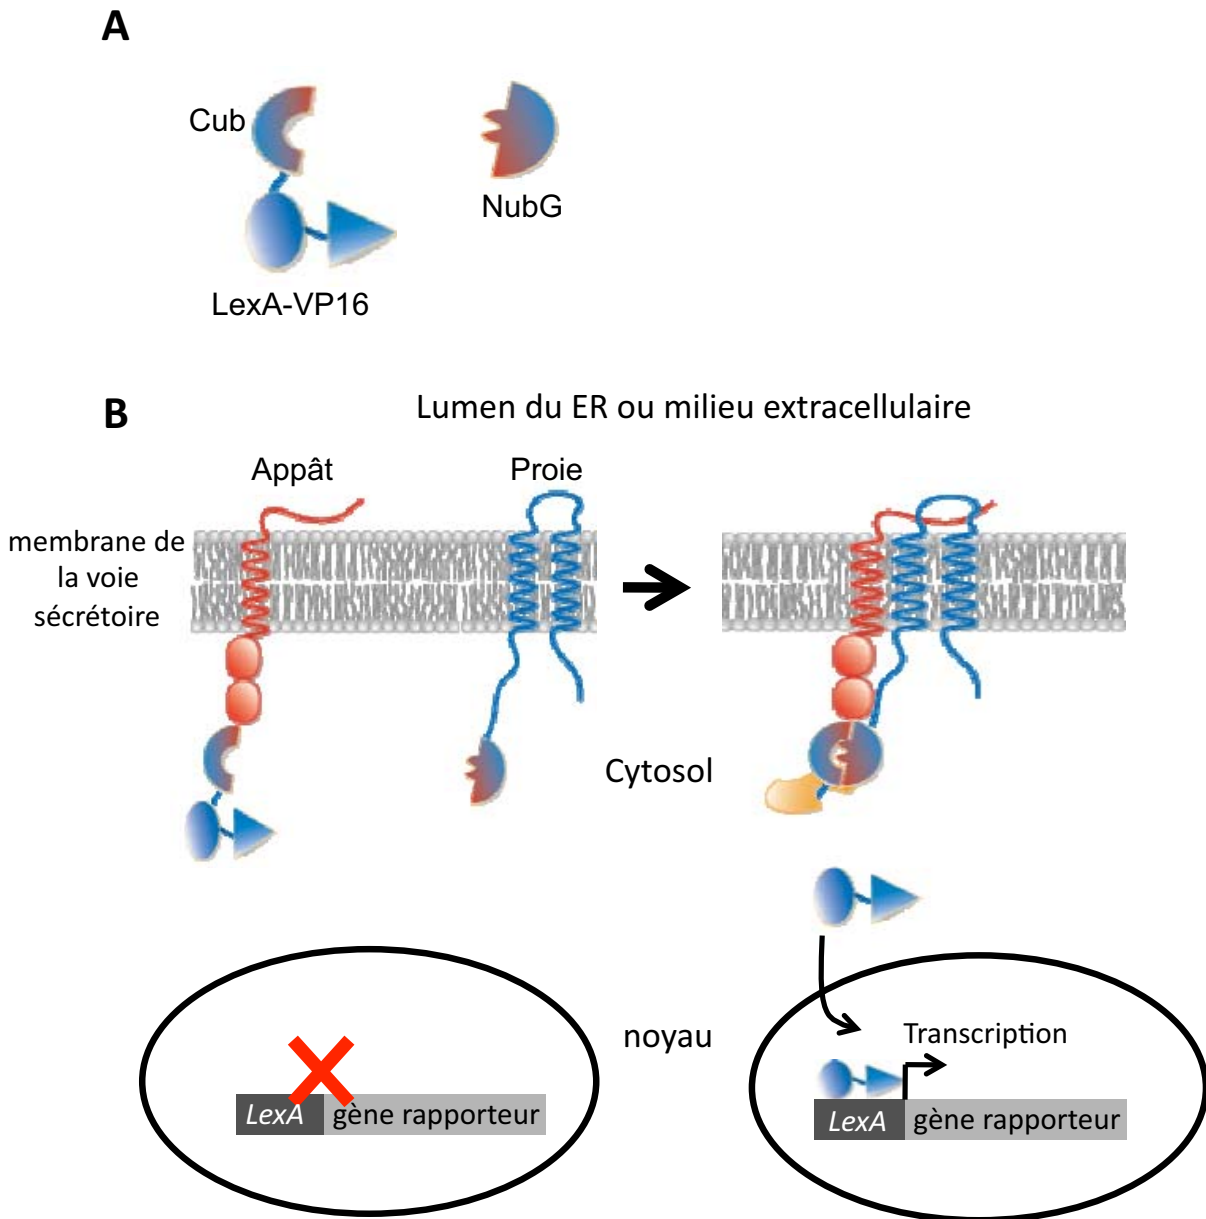 A
Cub
NubG
LexA-VP16
B
Lumen du ER ou milieu extracellulaire
Appât
Proie
membrane de
la voie
sécrétoire
Cytosol
noyau
Transcription
LexA gène rapporteur
LexA gène rapporteur